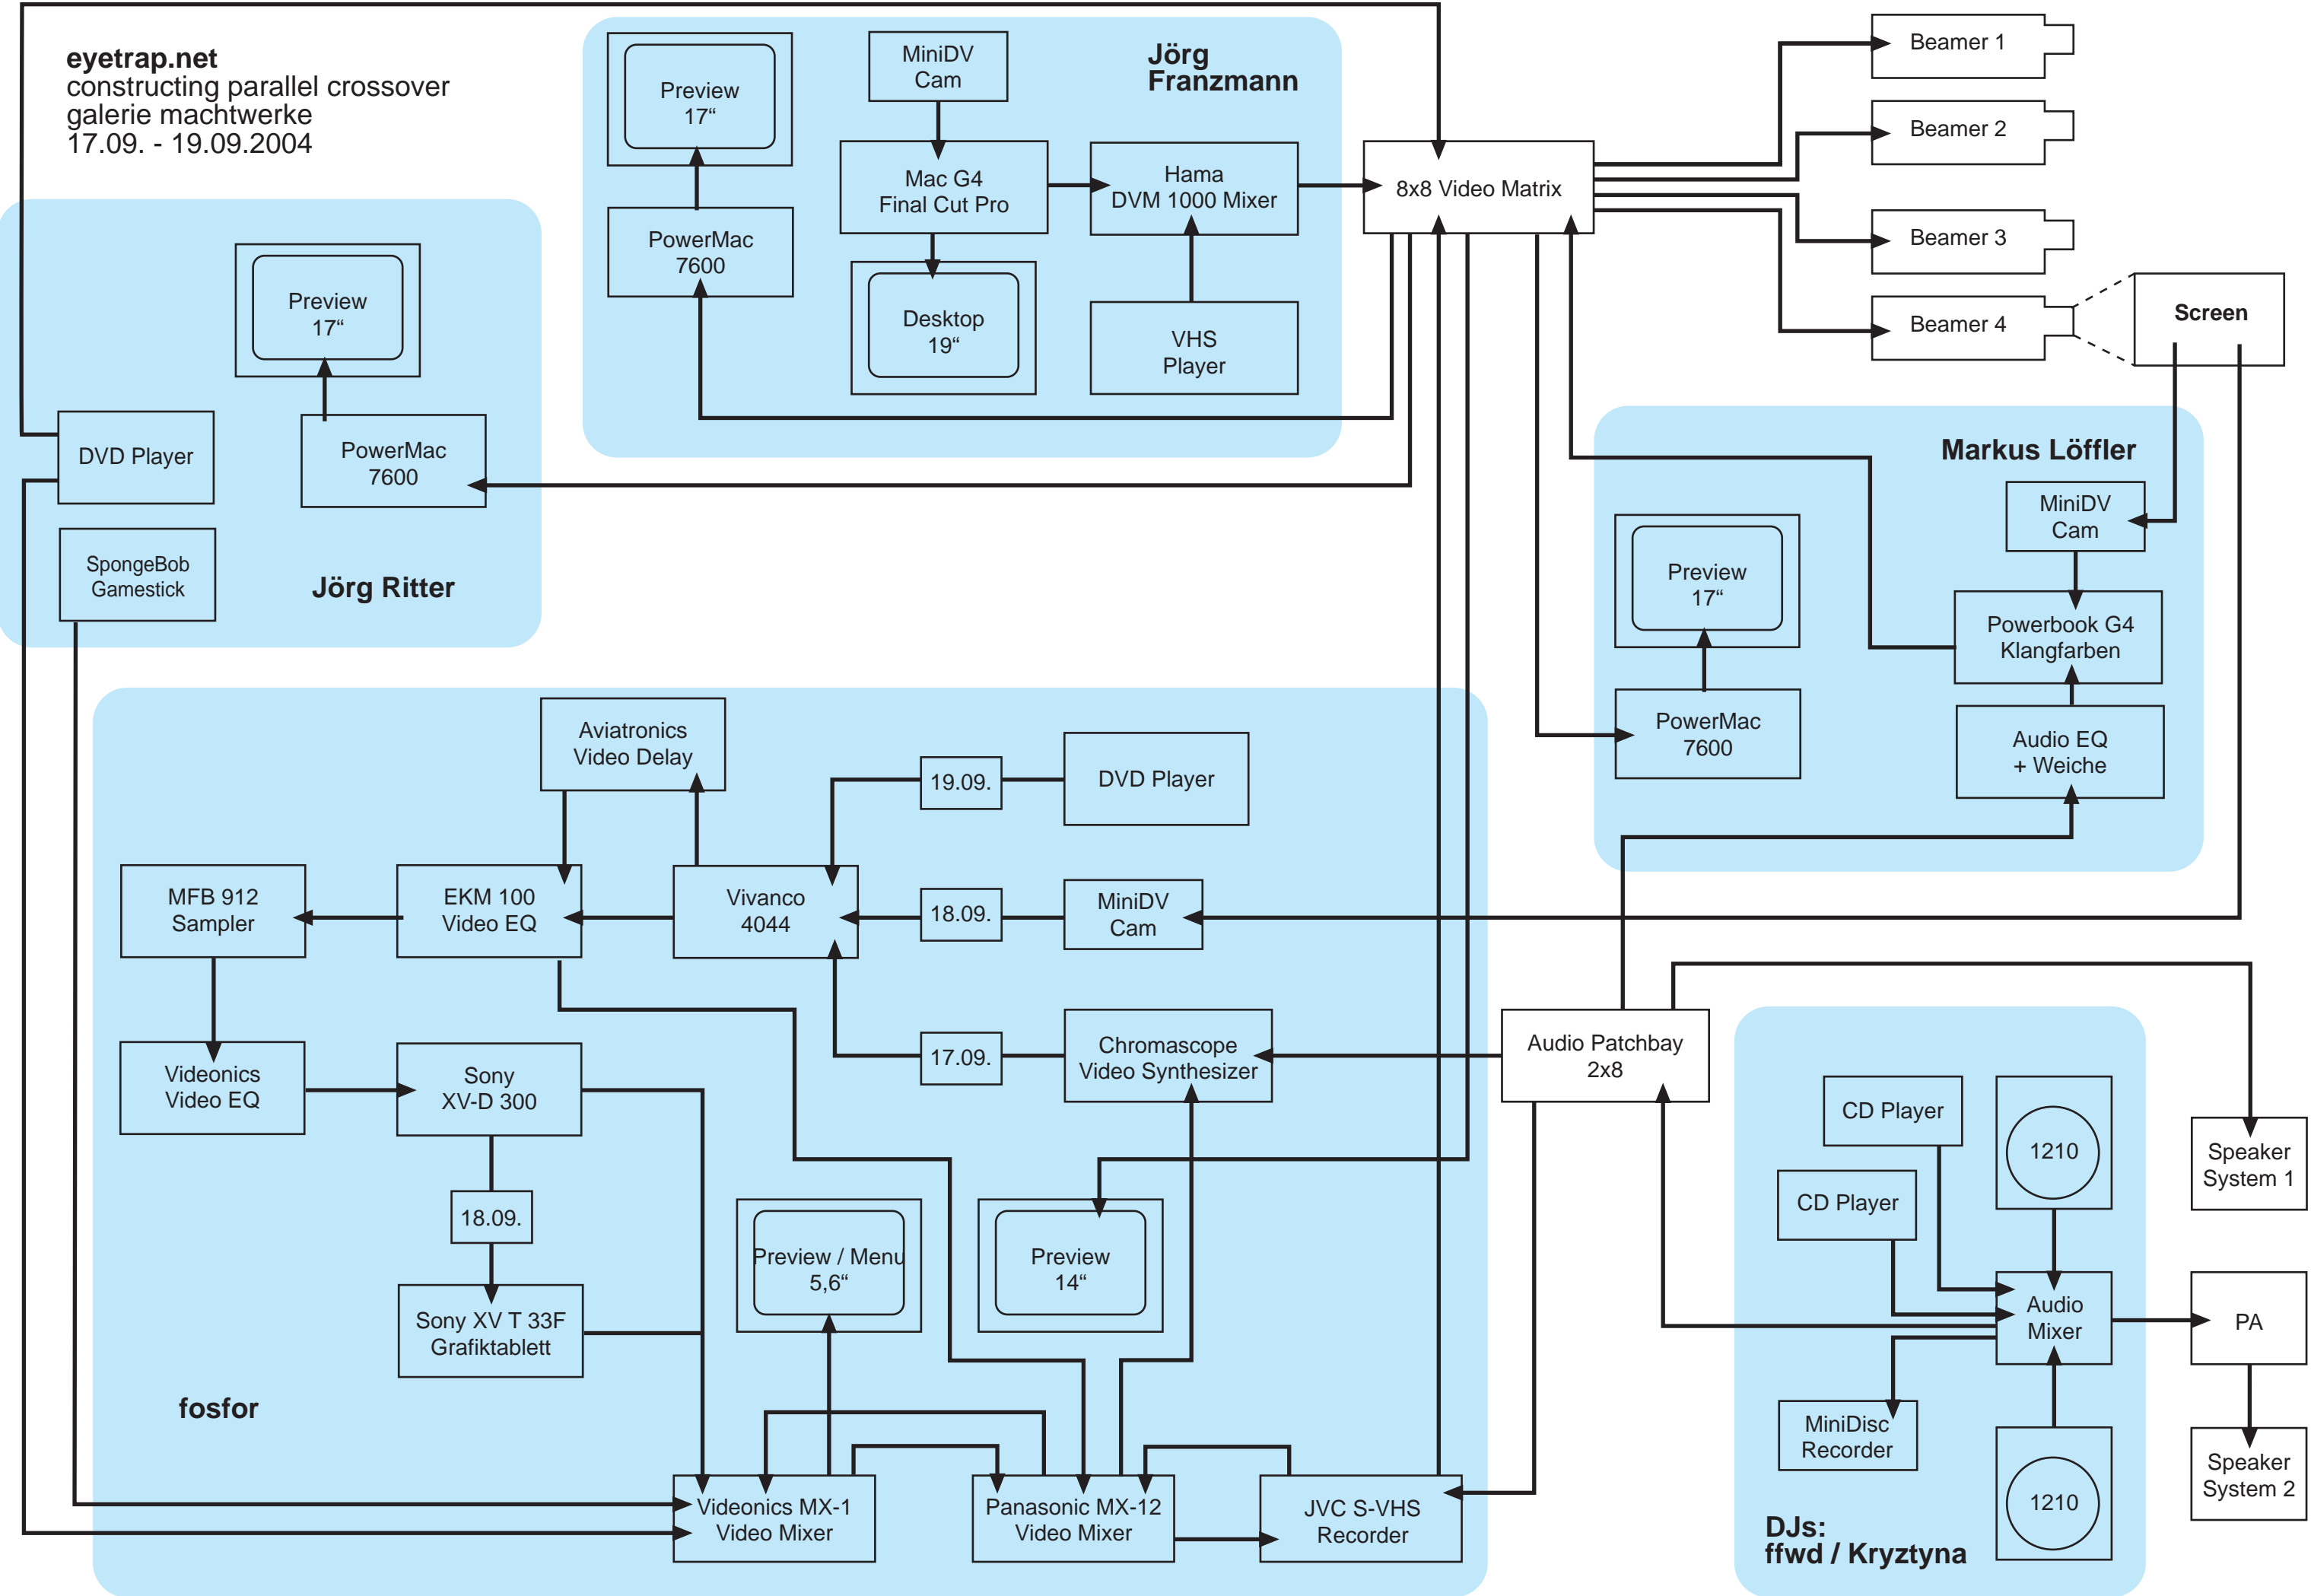 eyetrap.net
constructing parallel crossover
galerie machtwerke
17.09. - 19.09.2004
Jörg
Franzmann
Preview
17“
MiniDV
Cam
Mac G4
Final Cut Pro
Hama
DVM 1000 Mixer
PowerMac
7600
Desktop
19“
VHS
Player
8x8 Video Matrix
Beamer 1
Beamer 2
Beamer 3
Beamer 4
Screen
Preview
17“
DVD Player
PowerMac
7600
SpongeBob
Gamestick
Jörg Ritter
Markus Löffler
MiniDV
Cam
Preview
17“
Powerbook G4
Klangfarben
PowerMac
7600
Audio EQ
+ Weiche
Aviatronics
Video Delay
19.09.
DVD Player
MFB 912
Sampler
EKM 100
Video EQ
Vivanco
4044
18.09.
MiniDV
Cam
Videonics
Video EQ
Sony
XV-D 300
17.09.
Chromascope
Video Synthesizer
Audio Patchbay
2x8
18.09.
Preview / Menu
5,6“
Preview
14“
Sony XV T 33F
Grafiktablett
fosfor
Videonics MX-1
Video Mixer
Panasonic MX-12
Video Mixer
JVC S-VHS
Recorder
CD Player
1210
CD Player
Audio
Mixer
MiniDisc
Recorder
1210
DJs:
ffwd / Kryztyna
Speaker
System 1
PA
Speaker
System 2